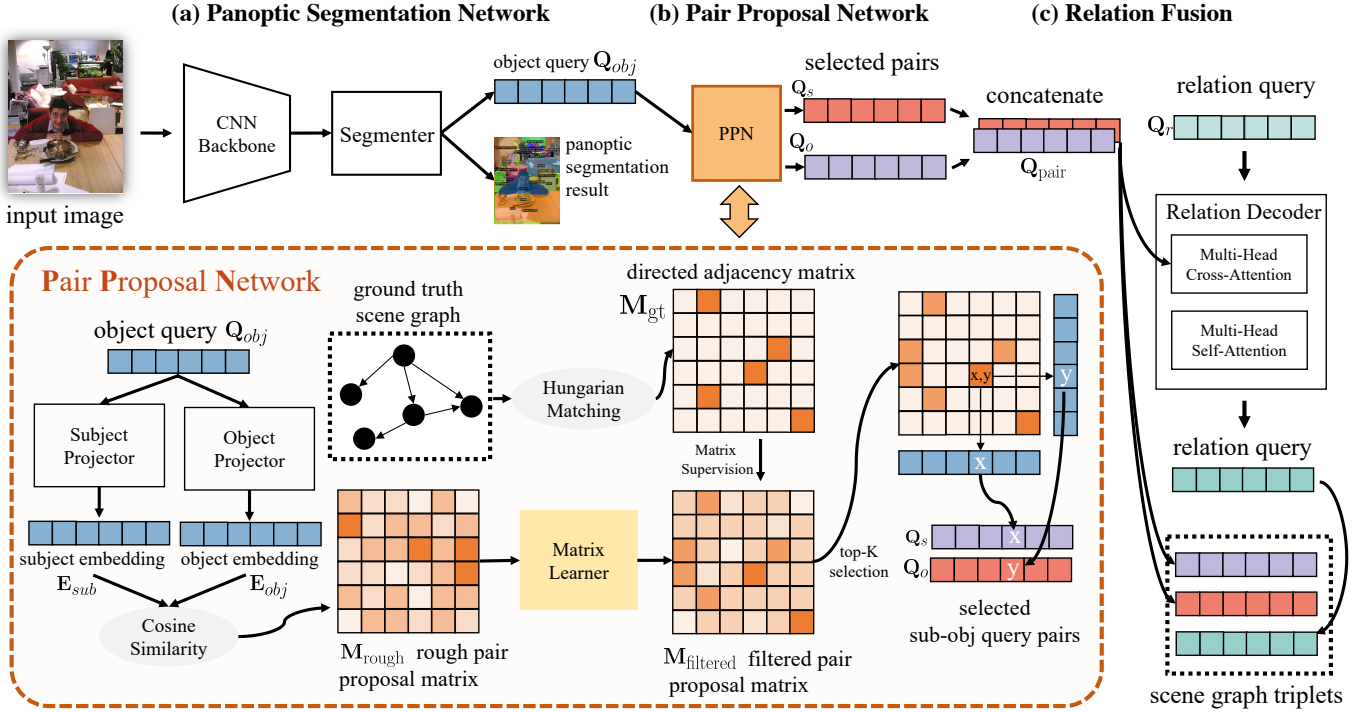 (a) Panoptic Segmentation Network
(b) Pair Proposal Network
(c) Relation Fusion
input image
CNN
Backbone
Segmenter
object query Q_obj
panoptic
segmentation
result
PPN
selected pairs
Q_s
Q_o
concatenate
Q_pair
relation query
Q_r
Relation Decoder
Multi-Head
Cross-Attention
Multi-Head
Self-Attention
relation query
scene graph triplets
Pair Proposal Network
object query Q_obj
Subject
Projector
Object
Projector
subject embedding
E_sub
object embedding
E_obj
Cosine
Similarity
ground truth
scene graph
Hungarian
Matching
directed adjacency matrix
M_gt
Matrix
Supervision
M_rough rough pair
proposal matrix
Matrix
Learner
M_filtered filtered pair
proposal matrix
top-K
selection
x,y
y
x
Q_s
x
Q_o
y
selected
sub-obj query pairs